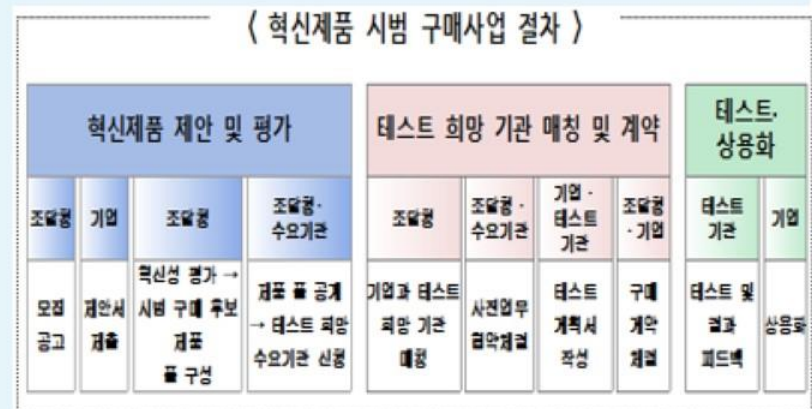 〈 혁신제품 시범 구매사업 절차 〉
혁신제품 제안 및 평가
테스트 희망 기관 매칭 및 계약
테스트·
상용화
조달청
기업
조달청
조달청·
수요기관
조달청
조달청·
수요기관
기업·
테스트
기관
조달청
·기업
테스트
기관
기업
모집
공고
제안서
제출
혁신성 평가 →
시범 구매 후보
제품
풀 구성
제품 풀 공개
→ 테스트 희망
수요기관 신청
기업과 테스트
희망 기관
매칭
사전업무
협약체결
테스트
계획서
작성
구매
계약
체결
테스트 및
결과
피드백
상용화